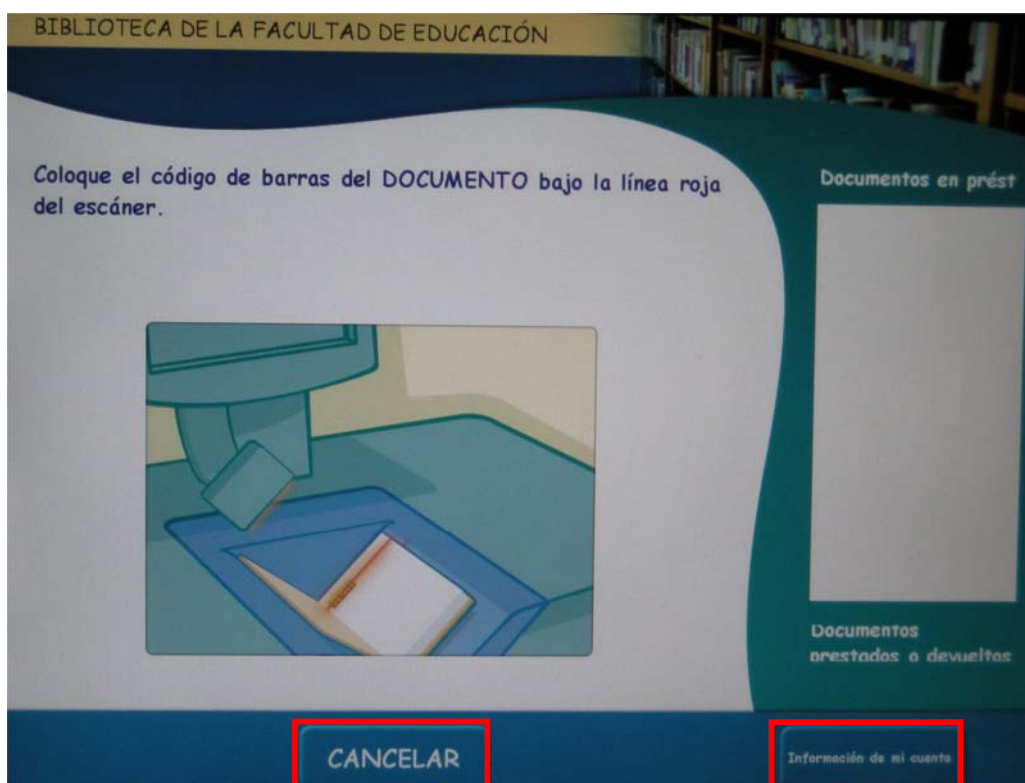 BIBLIOTECA DE LA FACULTAD DE EDUCACIÓN
Coloque el código de barras del DOCUMENTO bajo la línea roja
del escáner.
Documentos en prést
Documentos
prestados o devueltos
CANCELAR
Información de mi cuenta